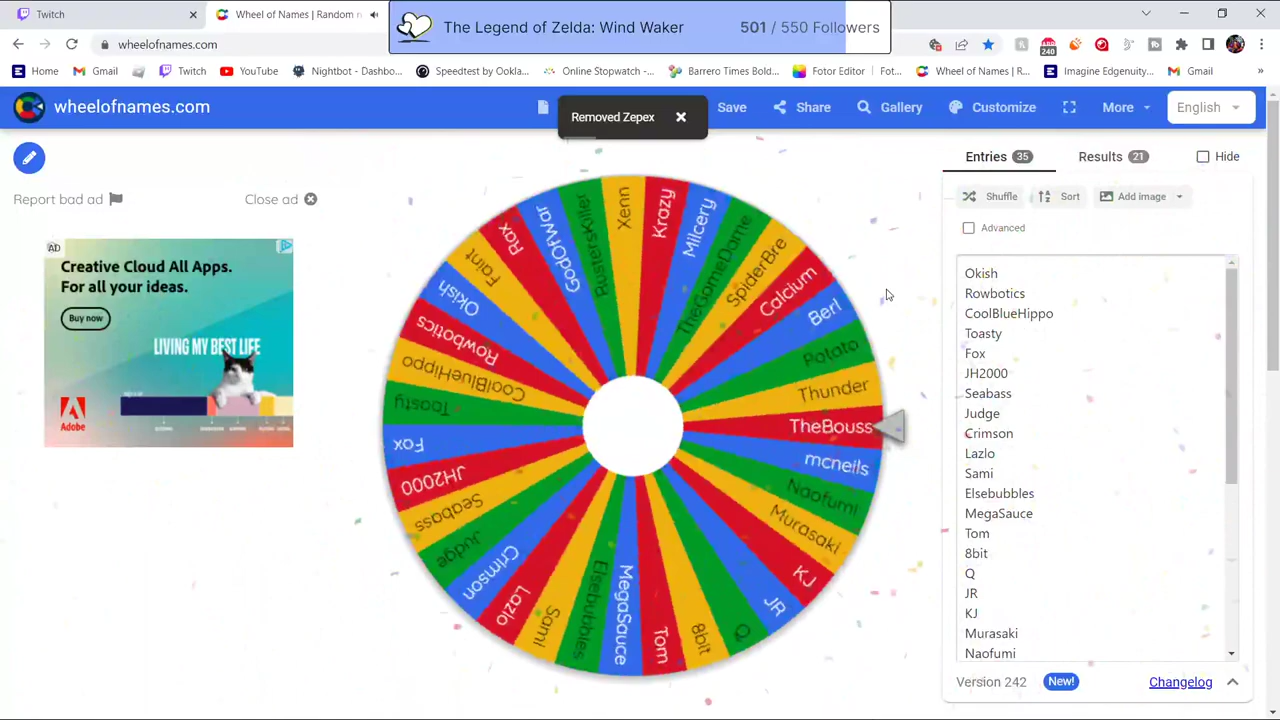 Twitch
Wheel of Names | Random n
The Legend of Zelda: Wind Waker 501 / 550 Followers
wheelofnames.com
240
Home
Gmail
Twitch
YouTube
Nightbot - Dashbo...
Speedtest by Ookla...
Online Stopwatch -...
Barrero Times Bold...
Fotor Editor
Fot...
Wheel of Names | R...
Imagine Edgenuity...
Gmail
wheelofnames.com
Removed Zepex
Save
Share
Gallery
Customize
More
English
Report bad ad
Close ad
AD
Creative Cloud All Apps.
For all your ideas.
Buy now
LIVING MY BEST LIFE
Adobe
Xenn
Krazy
Milcery
TheGameDame
SpiderBre
Calcium
Berl
Potato
Thunder
TheBouss
mcneils
Naofumi
Murasaki
KJ
JR
Q
8bit
Tom
MegaSauce
Elsebubbles
Sami
Lazlo
Crimson
Judge
Seabass
JH2000
Fox
Toasty
CoolBlueHippo
Rowbotics
Okish
Faint
Rax
GodOfWar
Entries 35
Results 21
Hide
Shuffle
Sort
Add image
Advanced
Okish
Rowbotics
CoolBlueHippo
Toasty
Fox
JH2000
Seabass
Judge
Crimson
Lazlo
Sami
Elsebubbles
MegaSauce
Tom
8bit
Q
JR
KJ
Murasaki
Naofumi
Version 242
New!
Changelog